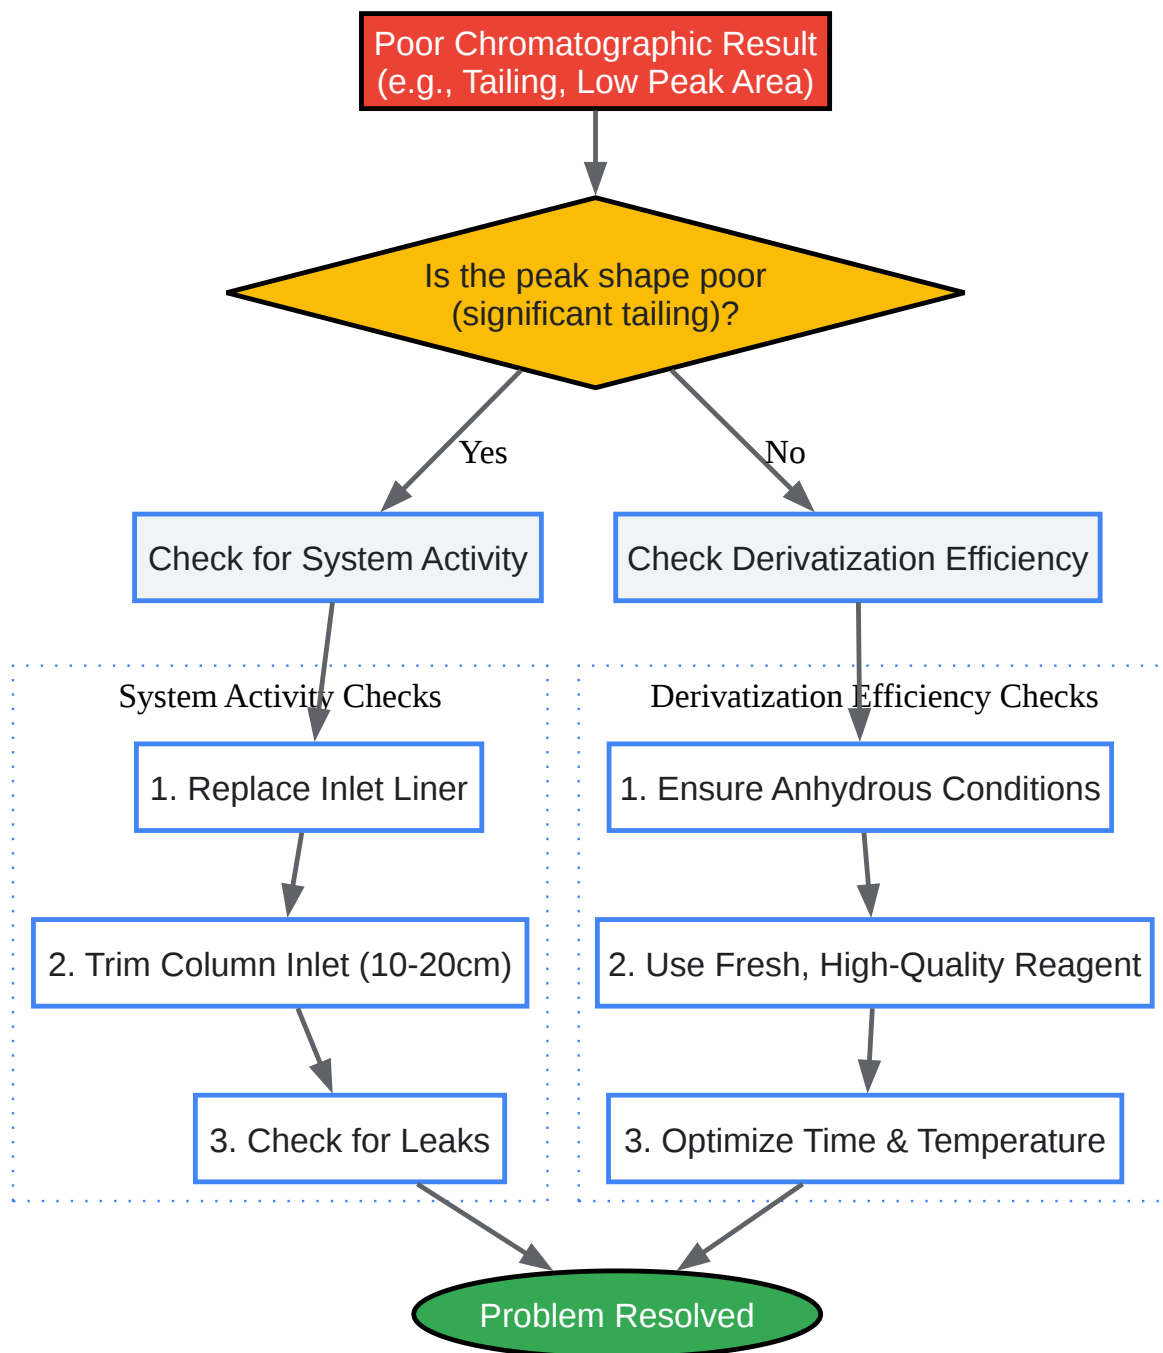 Poor Chromatographic Result
(e.g., Tailing, Low Peak Area)
Is the peak shape poor
(significant tailing)?
Yes
No
Check for System Activity
Check Derivatization Efficiency
System Activity Checks
Derivatization Efficiency Checks
1. Replace Inlet Liner
1. Ensure Anhydrous Conditions
2. Trim Column Inlet (10-20cm)
2. Use Fresh, High-Quality Reagent
3. Check for Leaks
3. Optimize Time & Temperature
Problem Resolved